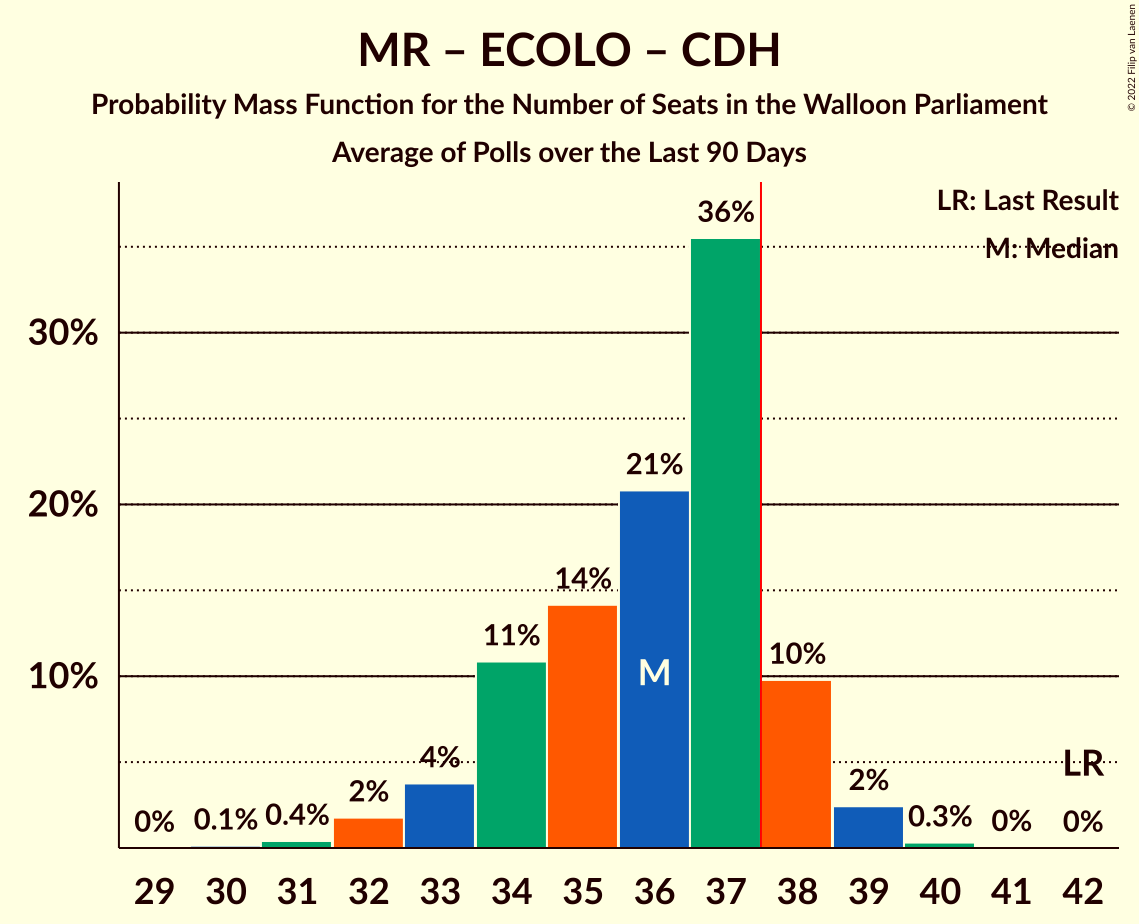 MR – ECOLO – CDH
Probability Mass Function for the Number of Seats in the Walloon Parliament
Average of Polls over the Last 90 Days
© 2022 Filip van Laenen
LR: Last Result
M: Median
36%
30%
21%
20%
14%
11%
10%
10%
M
4%
2%
LR
2%
0%
0.1%
0.4%
0.3%
0%
0%
29 30 31 32 33 34 35 36 37 38 39 40 41 42